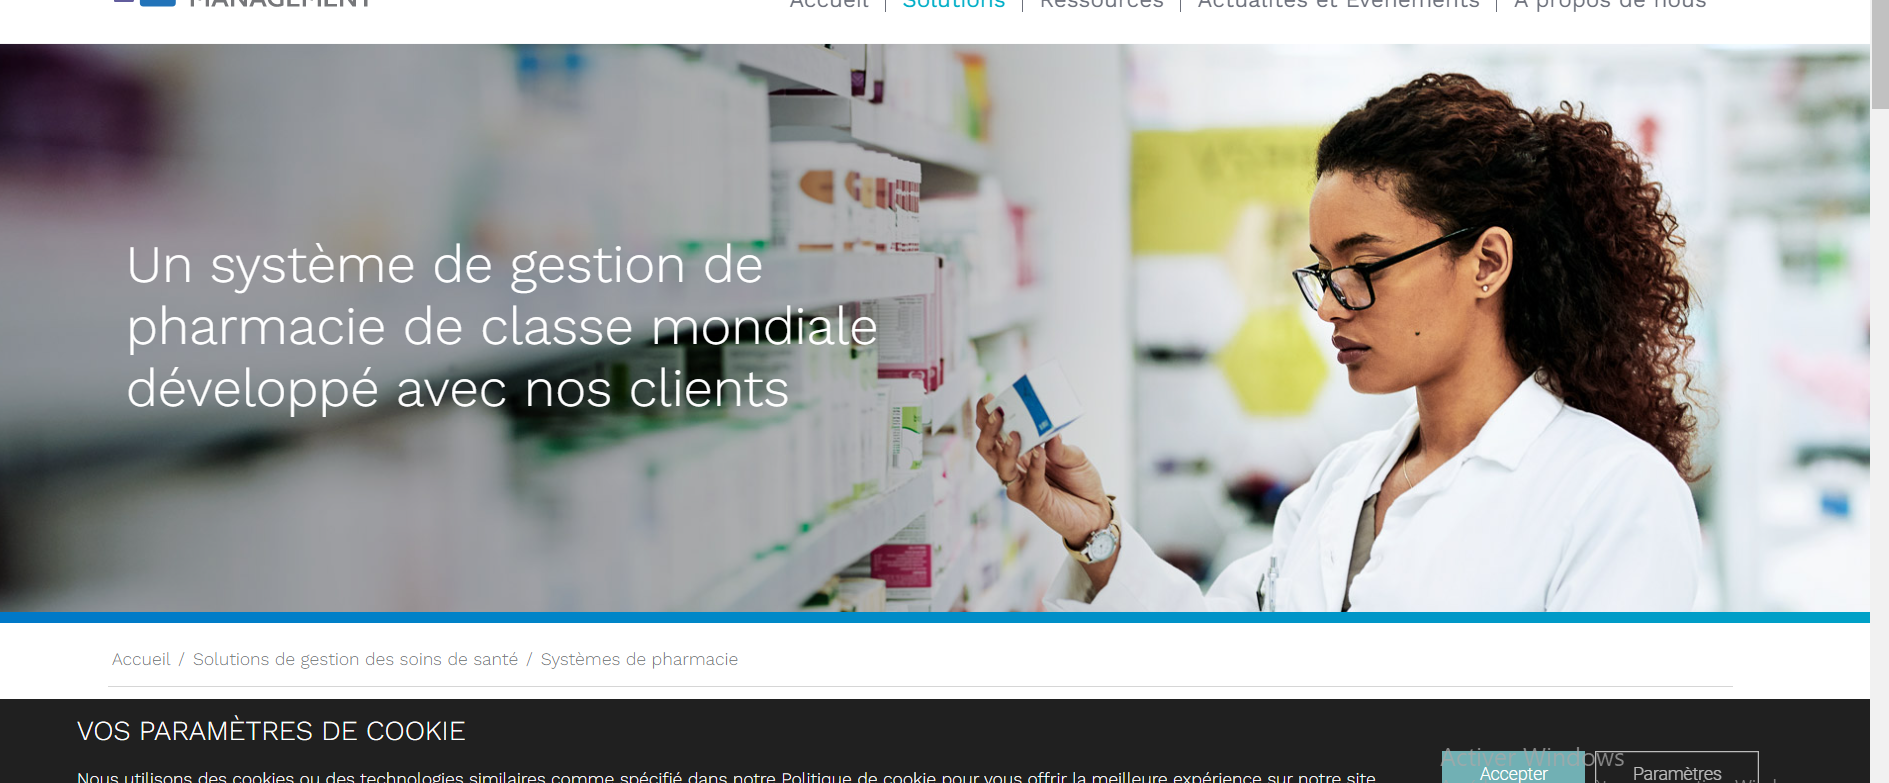 MANAGEMENT
Accueil | Solutions | Ressources | Actualités et Evénements | A propos de nous
Un système de gestion de
pharmacie de classe mondiale
développé avec nos clients
Accueil / Solutions de gestion des soins de santé / Systèmes de pharmacie
VOS PARAMÈTRES DE COOKIE
Nous utilisons des cookies ou des technologies similaires comme spécifié dans notre Politique de cookie pour vous offrir la meilleure expérience sur notre site
Activer Windows
Accepter
Paramètres